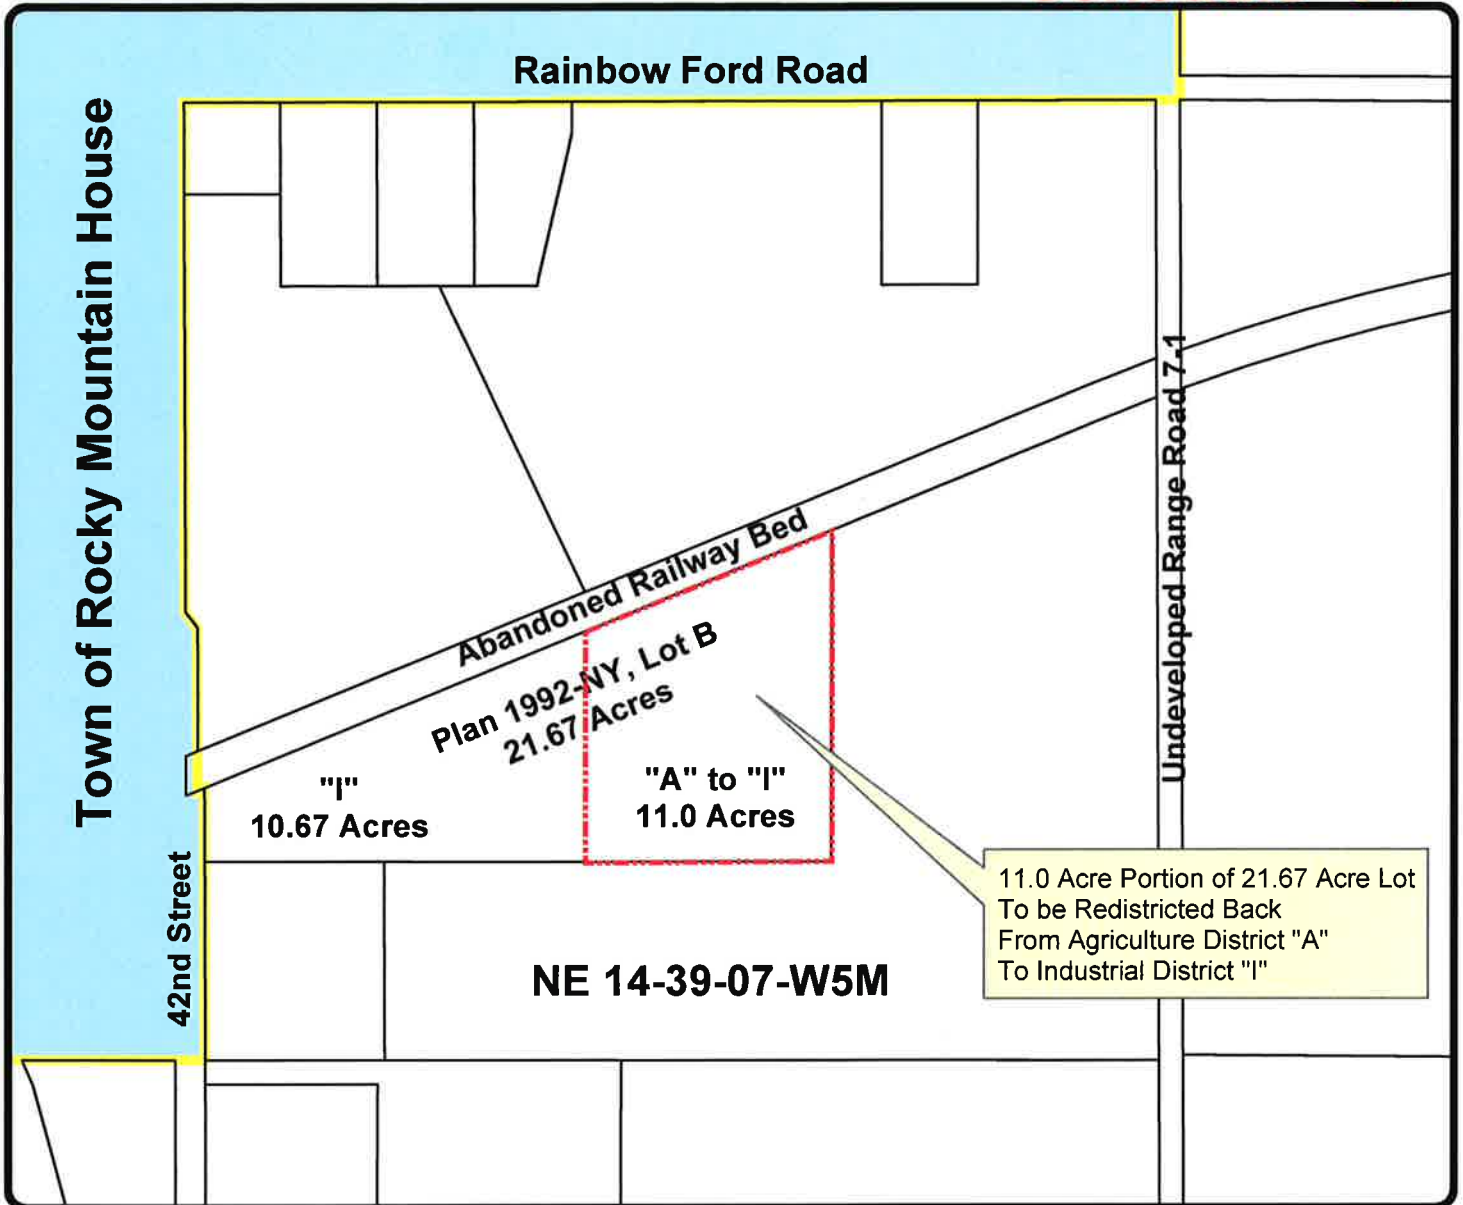 Rainbow Ford Road
Town of Rocky Mountain House
Undeveloped Range Road 7-1
Abandoned Railway Bed
Plan 1992-NY, Lot B
21.67 Acres
"I"
10.67 Acres
"A" to "I"
11.0 Acres
42nd Street
11.0 Acre Portion of 21.67 Acre Lot
To be Redistricted Back
From Agriculture District "A"
To Industrial District "I"
NE 14-39-07-W5M